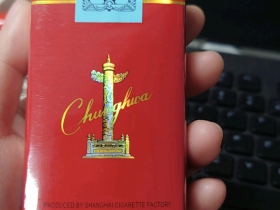 Chunghwa
PRODUCED BY SHANGHAI CIGARETTE FACTORY